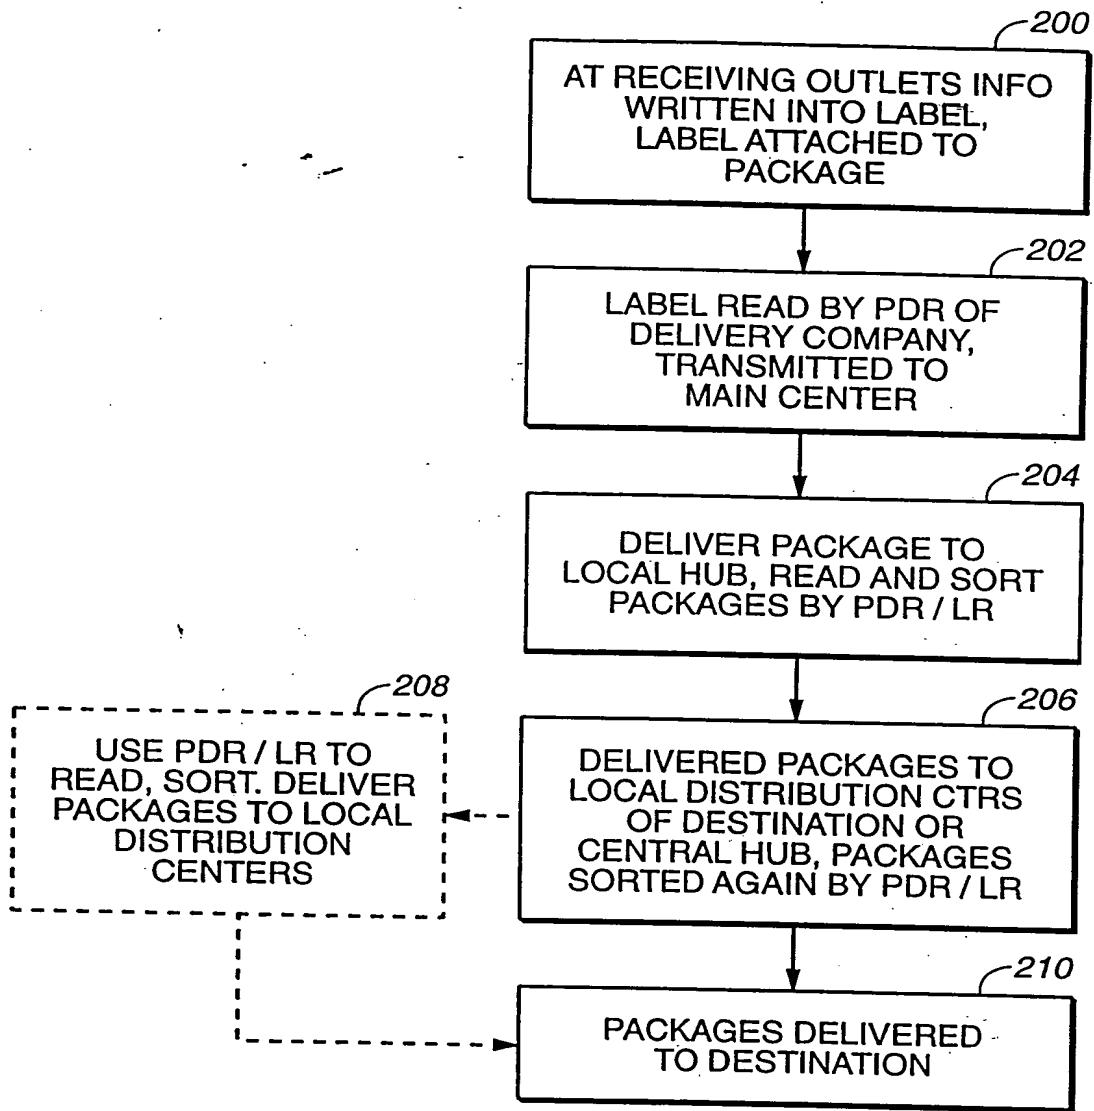 200
AT RECEIVING OUTLETS INFO
WRITTEN INTO LABEL,
LABEL ATTACHED TO
PACKAGE
202
LABEL READ BY PDR OF
DELIVERY COMPANY,
TRANSMITTED TO
MAIN CENTER
204
DELIVER PACKAGE TO
LOCAL HUB, READ AND SORT
PACKAGES BY PDR / LR
206
DELIVERED PACKAGES TO
LOCAL DISTRIBUTION CTRS
OF DESTINATION OR
CENTRAL HUB, PACKAGES
SORTED AGAIN BY PDR / LR
208
USE PDR / LR TO
READ, SORT. DELIVER
PACKAGES TO LOCAL
DISTRIBUTION
CENTERS
210
PACKAGES DELIVERED
TO DESTINATION